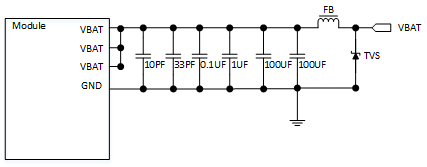 FB
Module
VBAT
VBAT
VBAT
VBAT
10PF
33PF
0.1UF
1UF
100UF
100UF
TVS
GND